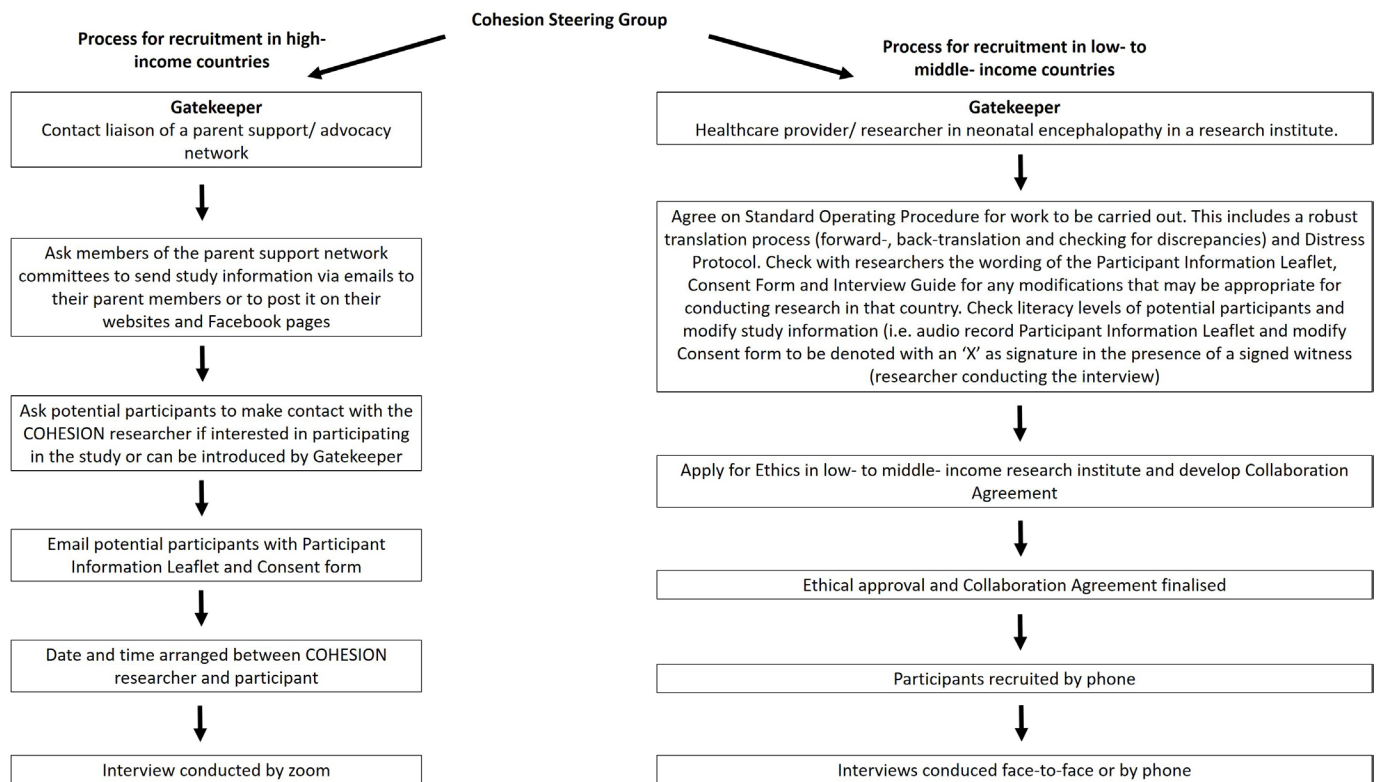 Cohesion Steering Group
Process for recruitment in high-
income countries
Gatekeeper
Contact liaison of a parent support/ advocacy
network
Ask members of the parent support network
committees to send study information via emails to
their parent members or to post it on their
websites and Facebook pages
Ask potential participants to make contact with the
COHESION researcher if interested in participating
in the study or can be introduced by Gatekeeper
Email potential participants with Participant
Information Leaflet and Consent form
Date and time arranged between COHESION
researcher and participant
Interview conducted by zoom
Process for recruitment in low- to
middle- income countries
Gatekeeper
Healthcare provider/ researcher in neonatal encephalopathy in a research institute.
Agree on Standard Operating Procedure for work to be carried out. This includes a robust
translation process (forward-, back-translation and checking for discrepancies) and Distress
Protocol. Check with researchers the wording of the Participant Information Leaflet,
Consent Form and Interview Guide for any modifications that may be appropriate for
conducting research in that country. Check literacy levels of potential participants and
modify study information (i.e. audio record Participant Information Leaflet and modify
Consent form to be denoted with an ‘X’ as signature in the presence of a signed witness
(researcher conducting the interview)
Apply for Ethics in low- to middle- income research institute and develop Collaboration
Agreement
Ethical approval and Collaboration Agreement finalised
Participants recruited by phone
Interviews conduced face-to-face or by phone